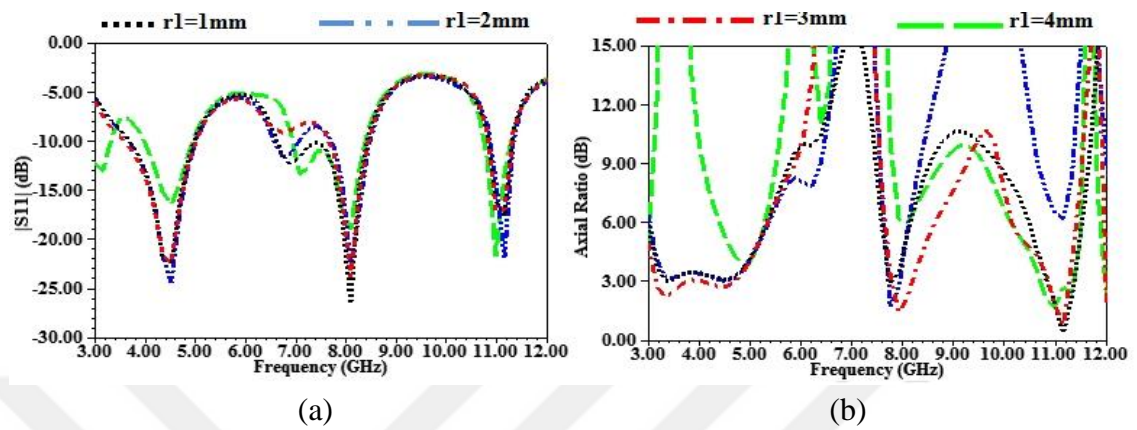 r1=1mm r1=2mm r1=3mm r1=4mm
|S11| (dB)
0.00
-5.00
-10.00
-15.00
-20.00
-25.00
-30.00
3.00 4.00 5.00 6.00 7.00 8.00 9.00 10.00 11.00 12.00
Frequency (GHz)
(a)
Axial Ratio (dB)
15.00
12.00
9.00
6.00
3.00
0.00
3.00 4.00 5.00 6.00 7.00 8.00 9.00 10.00 11.00 12.00
Frequency (GHz)
(b)